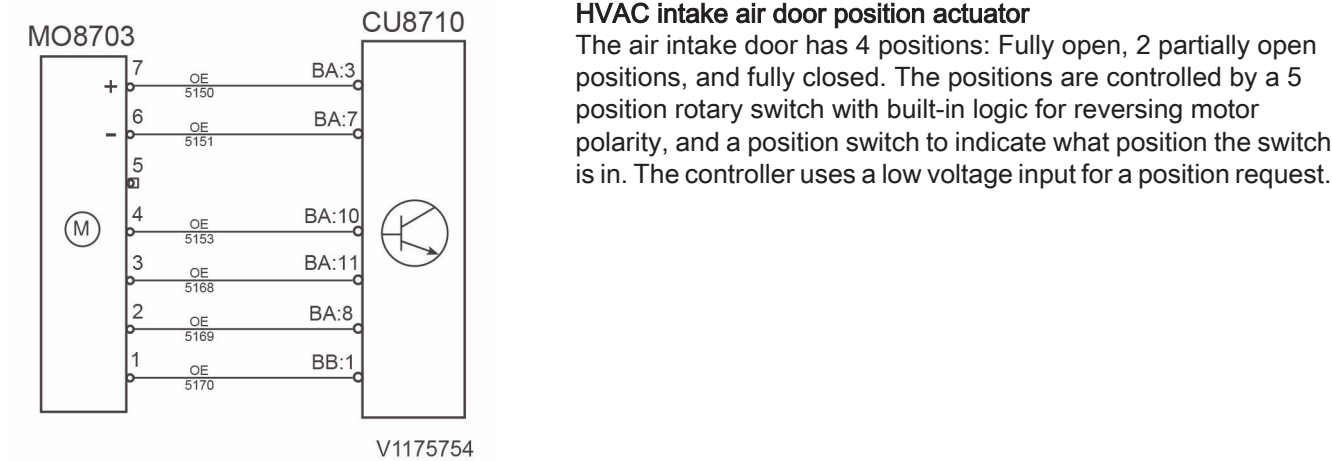 MO8703
CU8710
7
OE
5150
BA:3
+
6
OE
5151
BA:7
-
5
4
OE
5153
BA:10
M
3
OE
5168
BA:11
2
OE
5169
BA:8
1
OE
5170
BB:1
V1175754
HVAC intake air door position actuator
The air intake door has 4 positions: Fully open, 2 partially open
positions, and fully closed. The positions are controlled by a 5
position rotary switch with built-in logic for reversing motor
polarity, and a position switch to indicate what position the switch
is in. The controller uses a low voltage input for a position request.